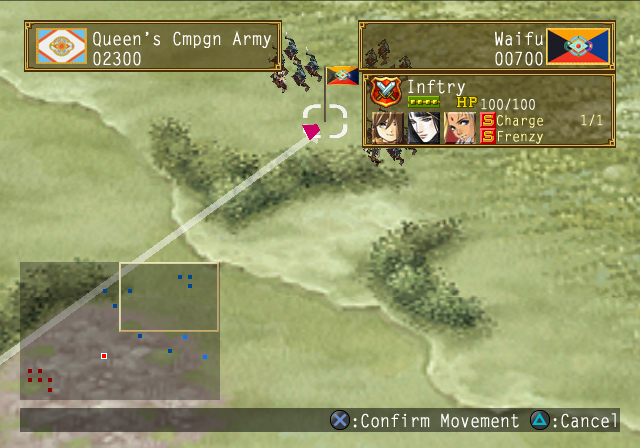 Queen's Cmpgn Army
02300
Waifu
00700
Inftry
HP 100/100
S Charge 1/1
S Frenzy
:Confirm Movement :Cancel